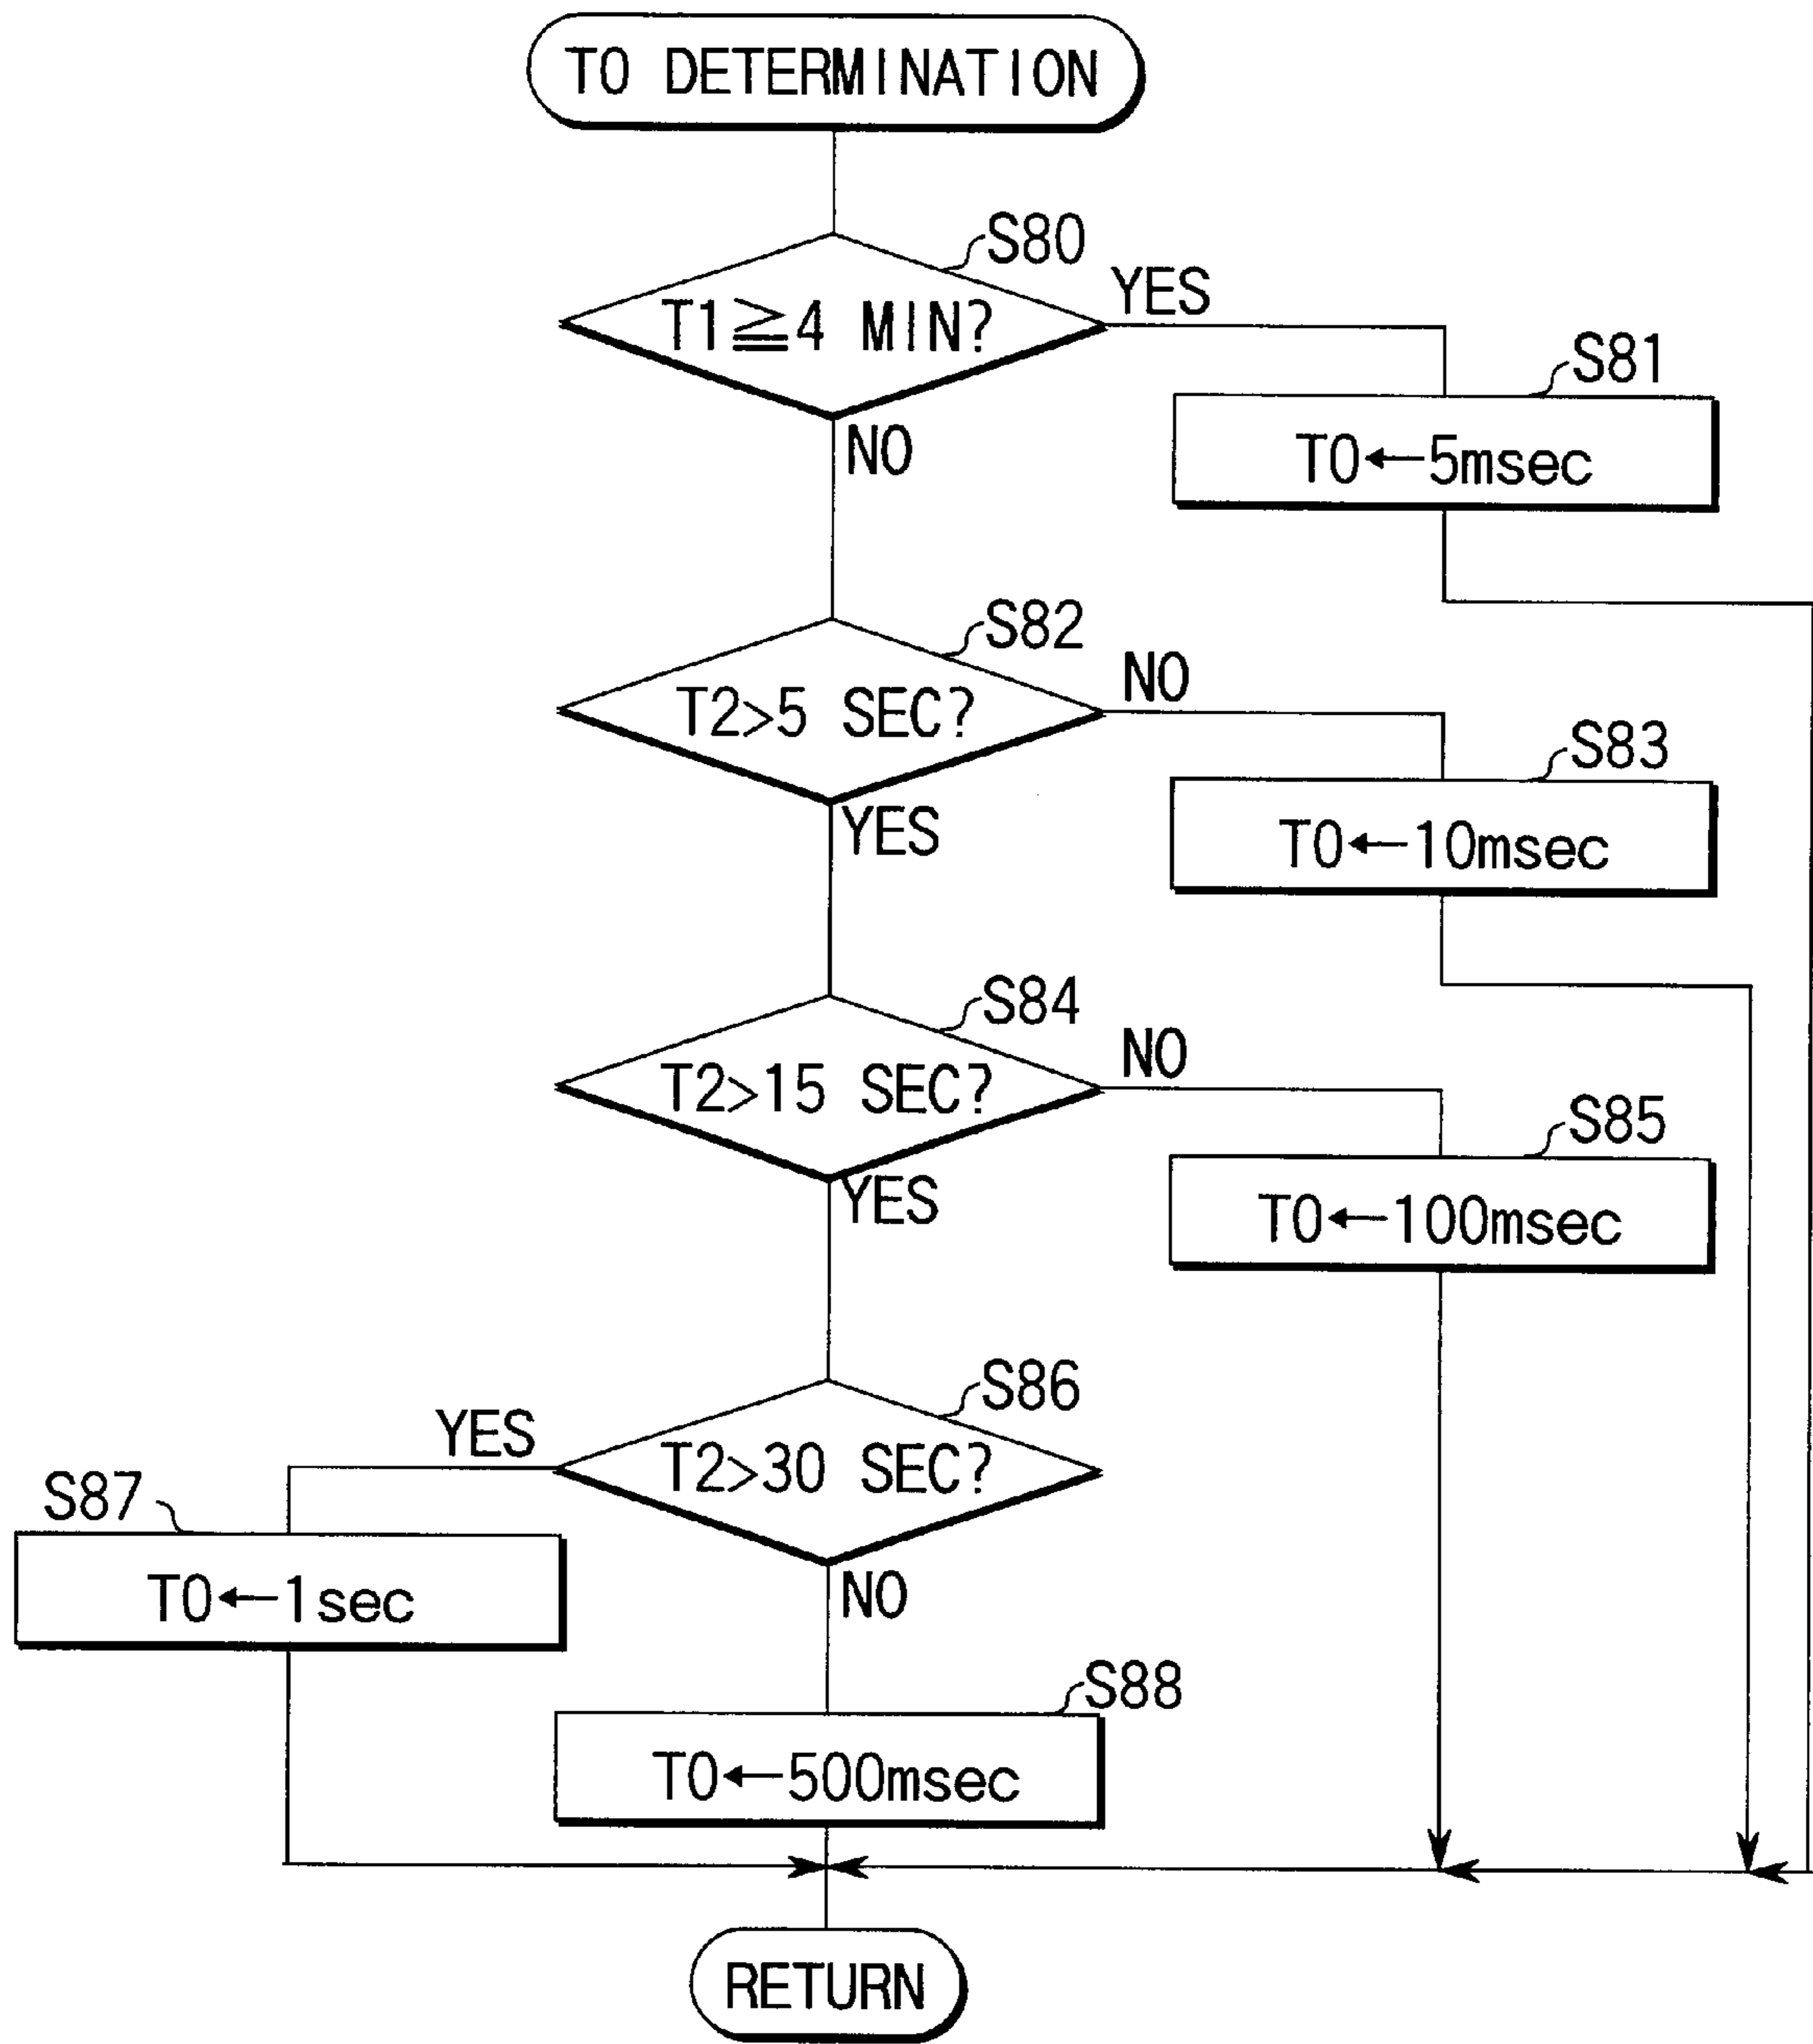 T0 DETERMINATION
S80
T1≧4 MIN?
YES
NO
S81
T0←5msec
S82
T2>5 SEC?
NO
YES
S83
T0←10msec
S84
T2>15 SEC?
NO
YES
S85
T0←100msec
S86
T2>30 SEC?
YES
NO
S87
T0←1sec
S88
T0←500msec
RETURN